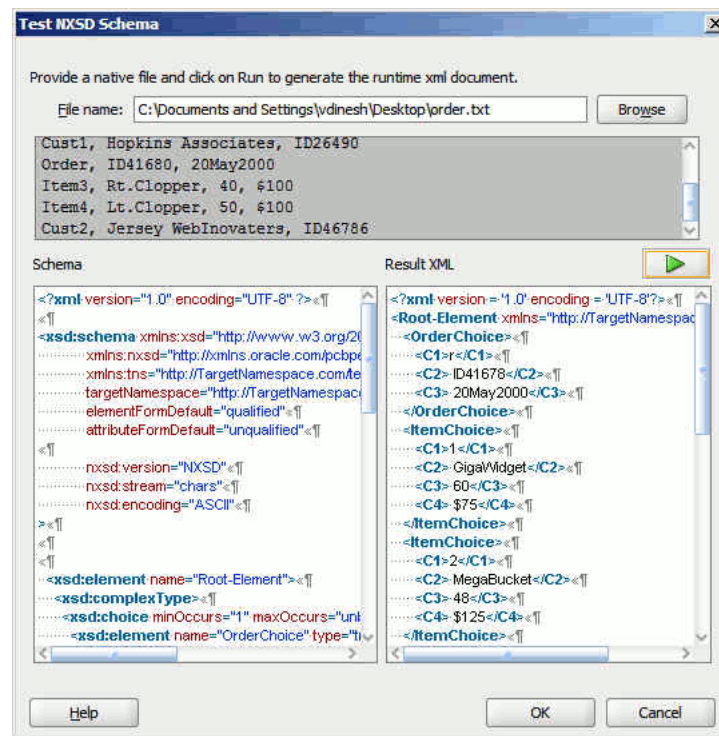 Test NXSD Schema
Provide a native file and click on Run to generate the runtime xml document.
File name: C:\Documents and Settings\vdinesh\Desktop\order.txt Browse
Cust1, Hopkins Associates, ID26490
Order, ID41680, 20May2000
Item3, Rt.Clopper, 40, $100
Item4, Lt.Clopper, 50, $100
Cust2, Jersey WebInovaters, ID46786
Schema
<?xml version="1.0" encoding="UTF-8" ?>«¶
«¶
<xsd:schema xmlns:xsd="http://www.w3.org/20
xmlns:nxsd="http://xmlns.oracle.com/pcbpe
xmlns:tns="http://TargetNamespace.com/te
targetNamespace="http://TargetNamespac
elementFormDefault="qualified"«¶
attributeFormDefault="unqualified"«¶
«¶
nxsd:version="NXSD"«¶
nxsd:stream="chars"«¶
nxsd:encoding="ASCII"«¶
>«¶
«¶
«¶
<xsd:element name="Root-Element">«¶
<xsd:complexType>«¶
<xsd:choice minOccurs="1" maxOccurs="unl
<xsd:element name="OrderChoice" type="t
Result XML
<?xml version = '1.0' encoding = 'UTF-8'?>«¶
<Root-Element xmlns="http://TargetNamespac
<OrderChoice>«¶
<C1>r</C1>«¶
<C2> ID41678</C2>«¶
<C3> 20May2000</C3>«¶
</OrderChoice>«¶
<ItemChoice>«¶
<C1>1</C1>«¶
<C2> GigaWidget</C2>«¶
<C3> 60</C3>«¶
<C4> $75</C4>«¶
</ItemChoice>«¶
<ItemChoice>«¶
<C1>2</C1>«¶
<C2> MegaBucket</C2>«¶
<C3> 48</C3>«¶
<C4> $125</C4>«¶
</ItemChoice>«¶
Help OK Cancel